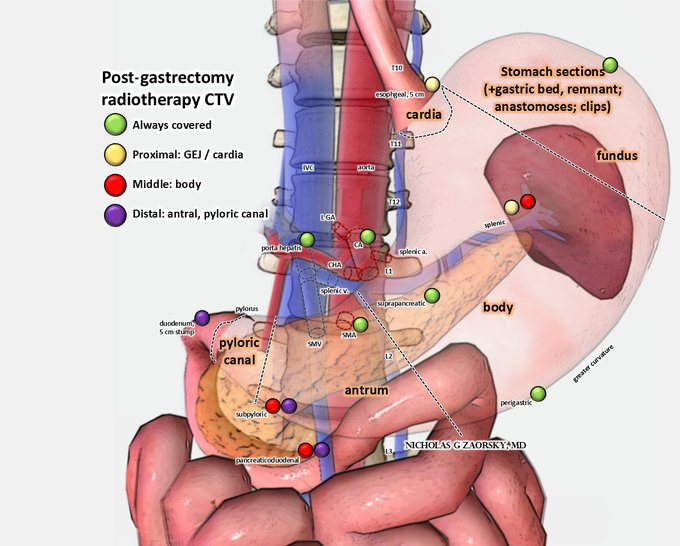 Post-gastrectomy
radiotherapy CTV
Always covered
Proximal: GEJ / cardia
Middle: body
Distal: antral, pyloric canal
Stomach sections
(+gastric bed, remnant;
anastomoses; clips)
T10
esophgeal, 5 cm
cardia
T11
fundus
IVC
aorta
T12
L GA
splenic
porta hepatis
CA
splenic a.
CHA
L1
splenic v.
suprapancreatic
body
pylorus
duodenum,
5 cm stump
SMA
pyloric
canal
SMV
L2
greater curvature
antrum
perigastric
subpyloric
NICHOLAS G ZAORSKY, MD
L3
pancreaticoduodenal